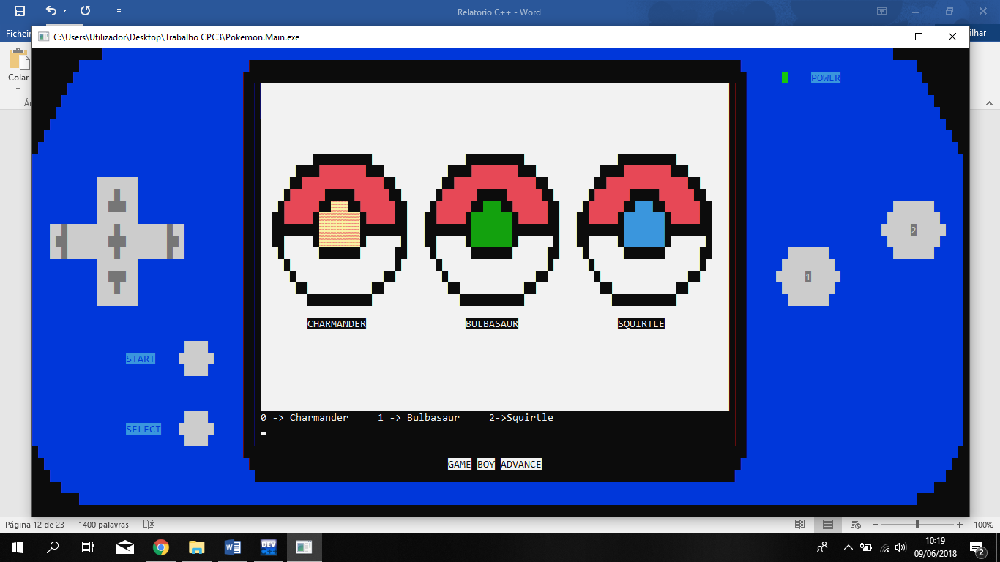 Relatorio C++ - Word
Ficheir
ilhar
C:\Users\Utilizador\Desktop\Trabalho CPC3\Pokemon.Main.exe
Colar
Ár
POWER
2
1
CHARMANDER BULBASAUR SQUIRTLE
START
SELECT
0 -> Charmander 1 -> Bulbasaur 2->Squirtle
GAME BOY ADVANCE
Página 12 de 23 1400 palavras 100%
DEV C++
10:19
09/06/2018
2